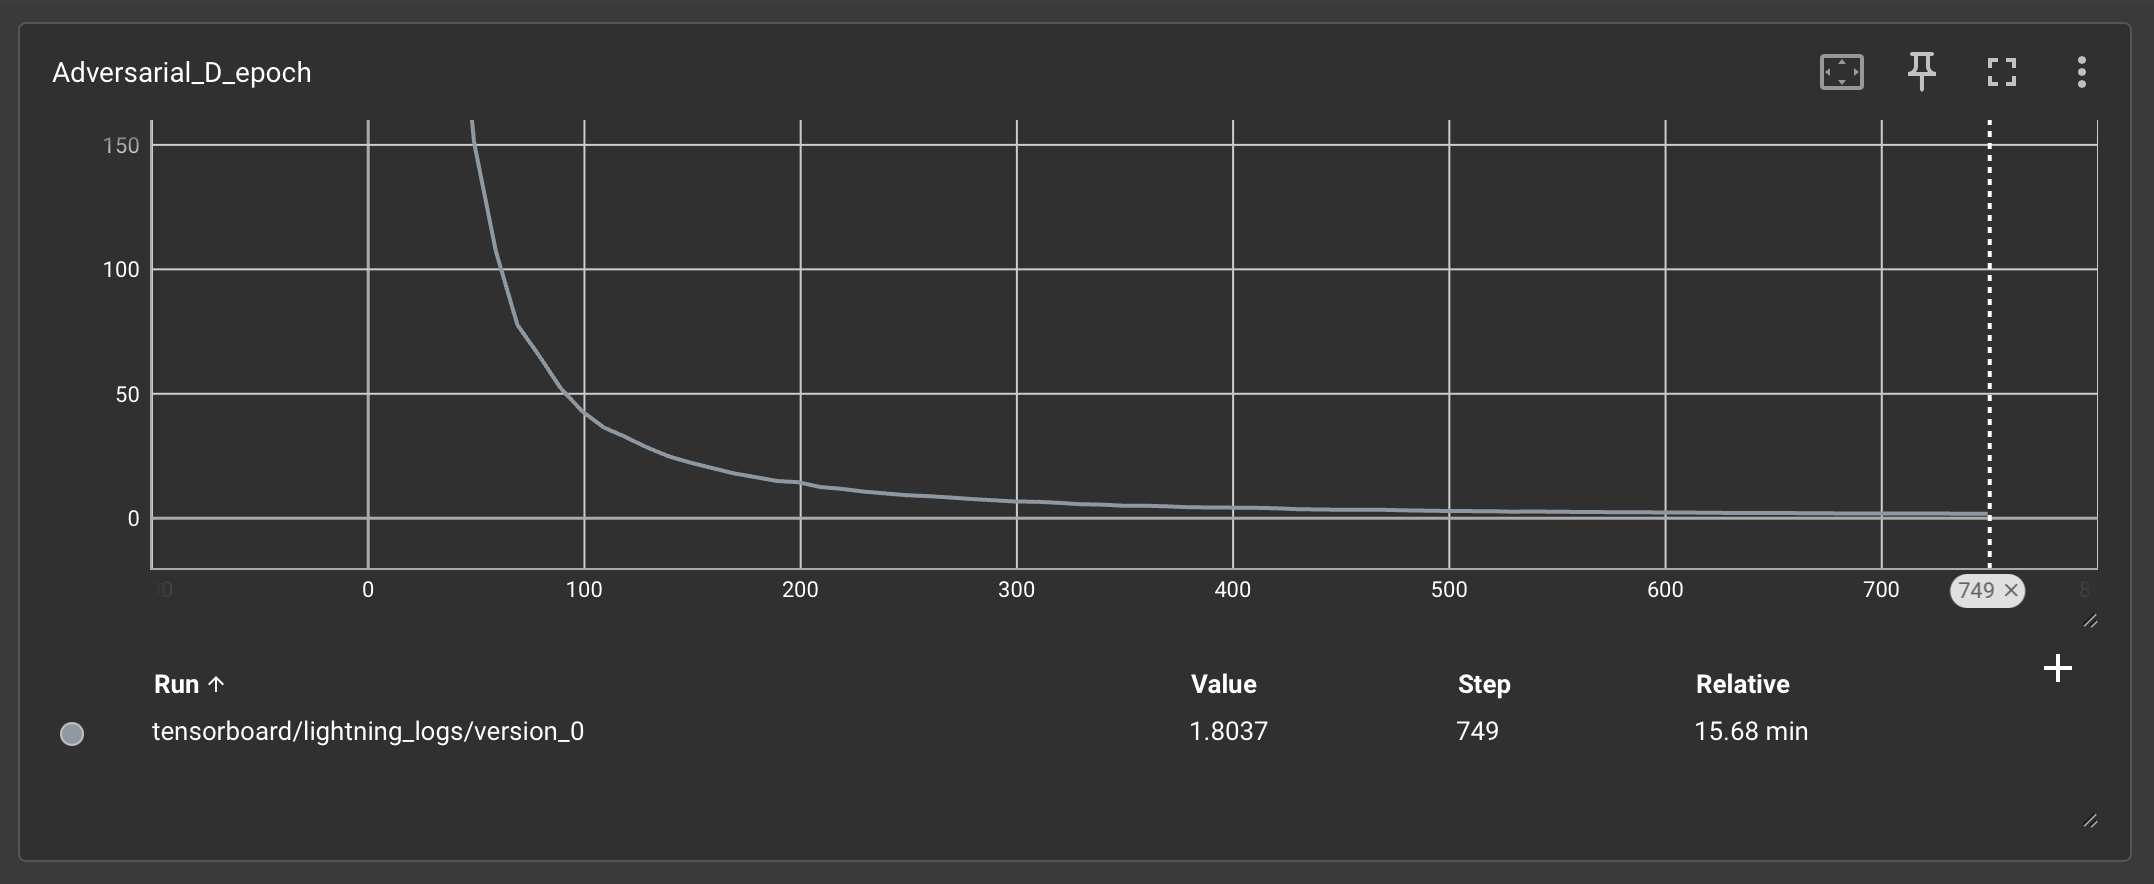 Adversarial_D_epoch
150
100
50
0
0 100 200 300 400 500 600 700 749 ×
Run ↑ Value Step Relative
tensorboard/lightning_logs/version_0 1.8037 749 15.68 min